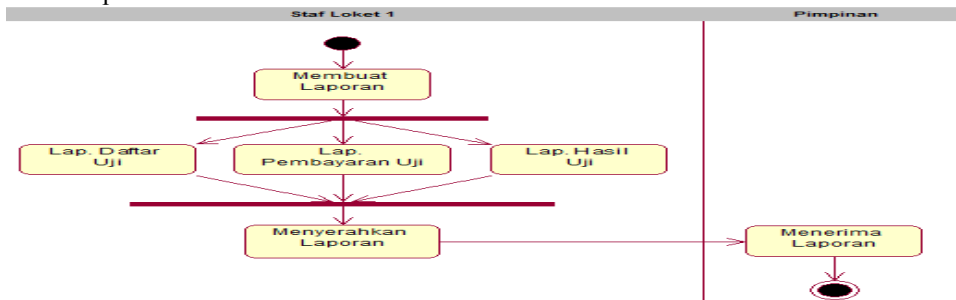 Staf Loket 1
Pimpinan
Membuat
Laporan
Lap. Daftar
Uji
Lap.
Pembayaran Uji
Lap. Hasil
Uji
Menyerahkan
Laporan
Menerima
Laporan